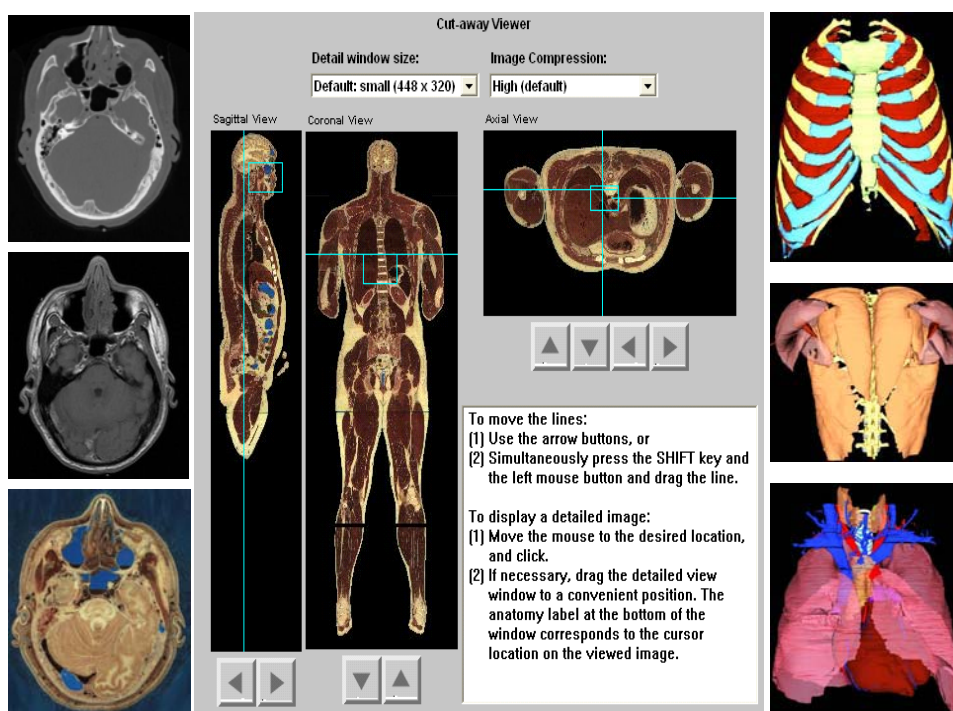 Cut-away Viewer
Detail window size:
Image Compression:
Default: small (448 x 320)
High (default)
Sagittal View
Coronal View
Axial View
To move the lines:
(1) Use the arrow buttons, or
(2) Simultaneously press the SHIFT key and
the left mouse button and drag the line.
To display a detailed image:
(1) Move the mouse to the desired location,
and click.
(2) If necessary, drag the detailed view
window to a convenient position. The
anatomy label at the bottom of the
window corresponds to the cursor
location on the viewed image.